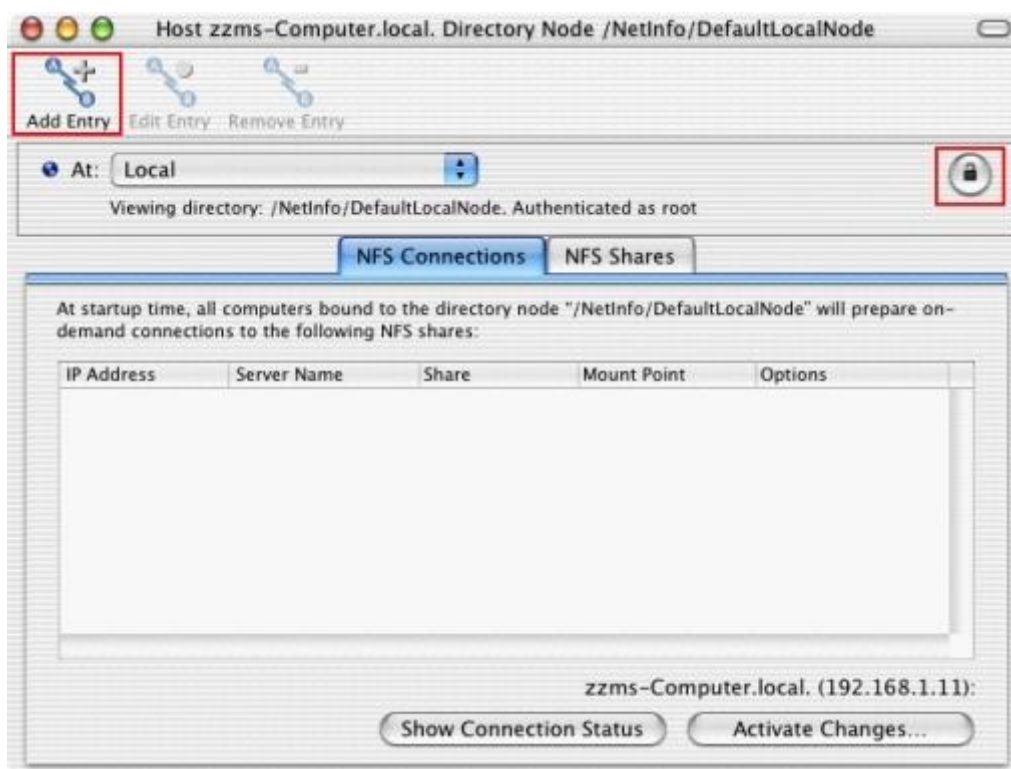 Host zzms-Computer.local. Directory Node /NetInfo/DefaultLocalNode
Add Entry Edit Entry Remove Entry
At: Local
Viewing directory: /NetInfo/DefaultLocalNode. Authenticated as root
NFS Connections NFS Shares
At startup time, all computers bound to the directory node "/NetInfo/DefaultLocalNode" will prepare on-
demand connections to the following NFS shares:
IP Address Server Name Share Mount Point Options
zzms-Computer.local. (192.168.1.11):
Show Connection Status Activate Changes...